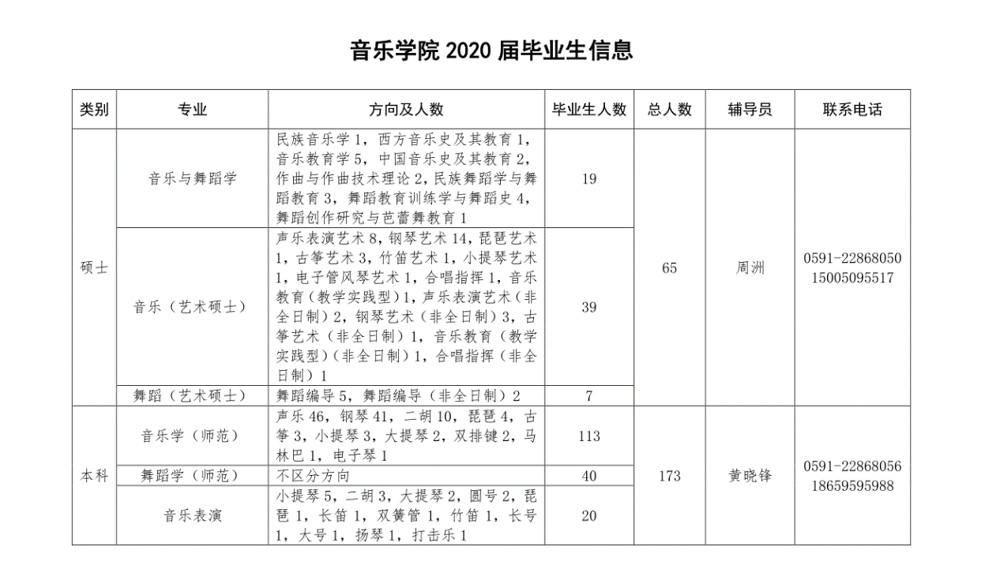 音乐学院 2020 届毕业生信息
类别 专业 方向及人数 毕业生人数 总人数 辅导员 联系电话
硕士
音乐与舞蹈学
民族音乐学 1，西方音乐史及其教育 1，
音乐教育学 5，中国音乐史及其教育 2，
作曲与作曲技术理论 2，民族舞蹈学与舞
蹈教育 3，舞蹈教育训练学与舞蹈史 4，
舞蹈创作研究与芭蕾舞教育 1
19
音乐（艺术硕士）
声乐表演艺术 8，钢琴艺术 14，琵琶艺术
1，古筝艺术 3，竹笛艺术 1，小提琴艺术
1，电子管风琴艺术 1，合唱指挥 1，音乐
教育（教学实践型）1，声乐表演艺术（非
全日制）2，钢琴艺术（非全日制）3，古
筝艺术（非全日制）1，音乐教育（教学
实践型）（非全日制）1，合唱指挥（非全
日制）1
39
舞蹈（艺术硕士）
舞蹈编导 5，舞蹈编导（非全日制）2
7
65
周洲
0591-22868050
15005095517
本科
音乐学（师范）
声乐 46，钢琴 41，二胡 10，琵琶 4，古
筝 3，小提琴 3，大提琴 2，双排键 2，马
林巴 1，电子琴 1
113
舞蹈学（师范）
不区分方向
40
音乐表演
小提琴 5，二胡 3，大提琴 2，圆号 2，琵
琶 1，长笛 1，双簧管 1，竹笛 1，长号
1，大号 1，扬琴 1，打击乐 1
20
173
黄晓锋
0591-22868056
18659595988